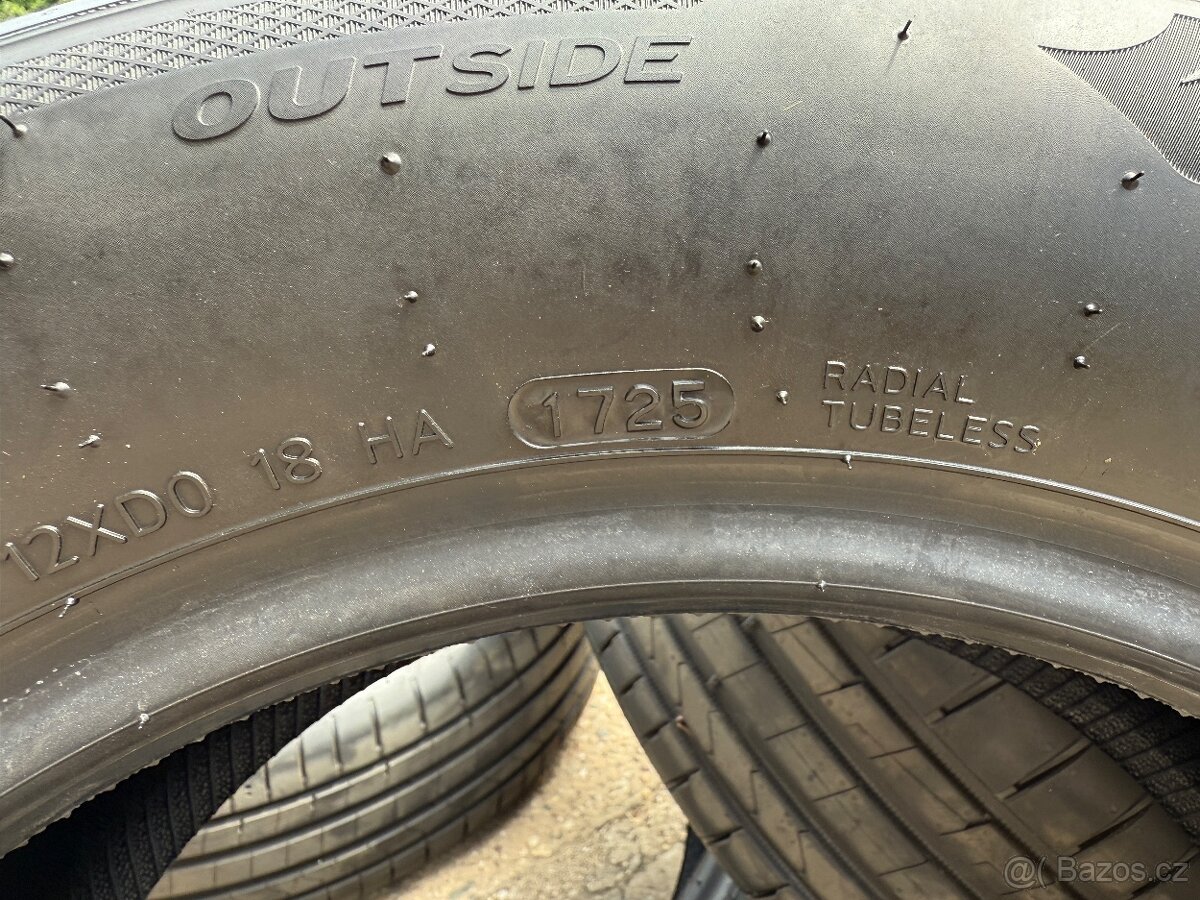 OUTSIDE
12XD0 18 HA 1725
RADIAL
TUBELESS
@( Bazos.cz